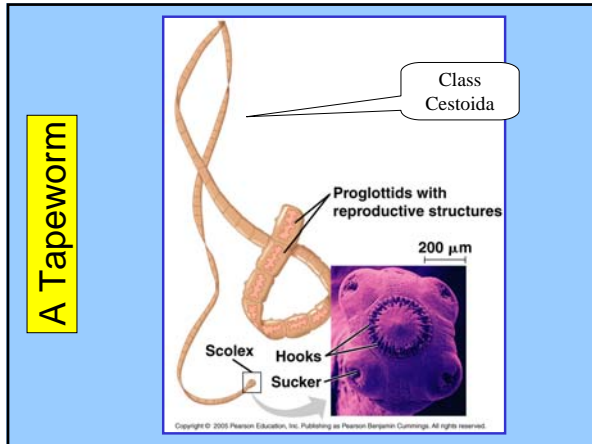 A Tapeworm
Class
Cestoida
Proglottids with
reproductive structures
200 μm
Scolex
Hooks
Sucker
Copyright © 2005 Pearson Education, Inc. Publishing as Pearson Benjamin Cummings. All rights reserved.